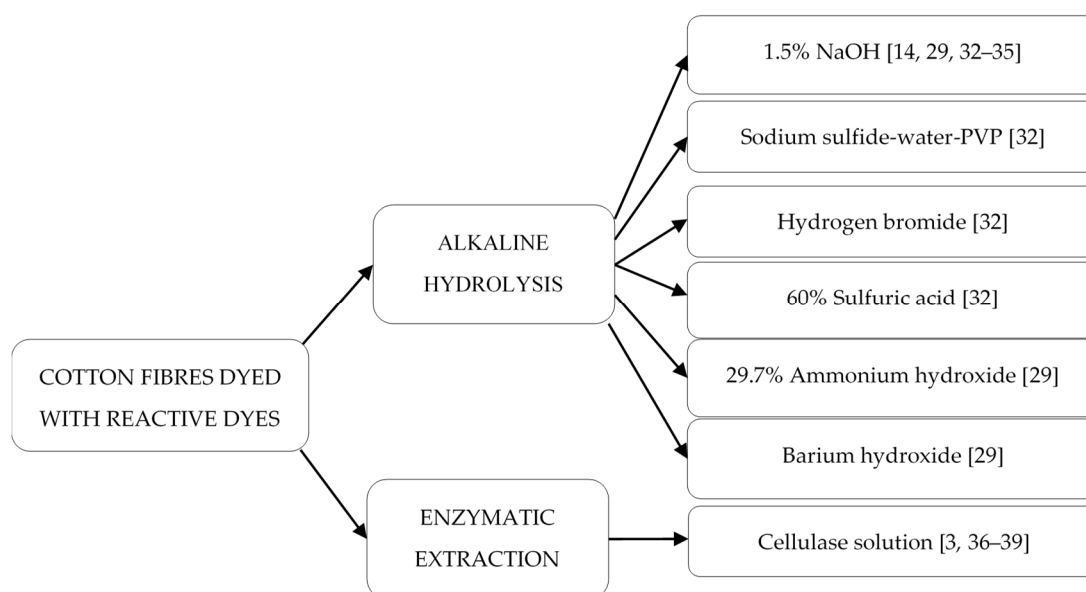 1.5% NaOH [14, 29, 32–35]
Sodium sulfide-water-PVP [32]
Hydrogen bromide [32]
60% Sulfuric acid [32]
29.7% Ammonium hydroxide [29]
Barium hydroxide [29]
Cellulase solution [3, 36–39]
ALKALINE
HYDROLYSIS
COTTON FIBRES DYED
WITH REACTIVE DYES
ENZYMATIC
EXTRACTION